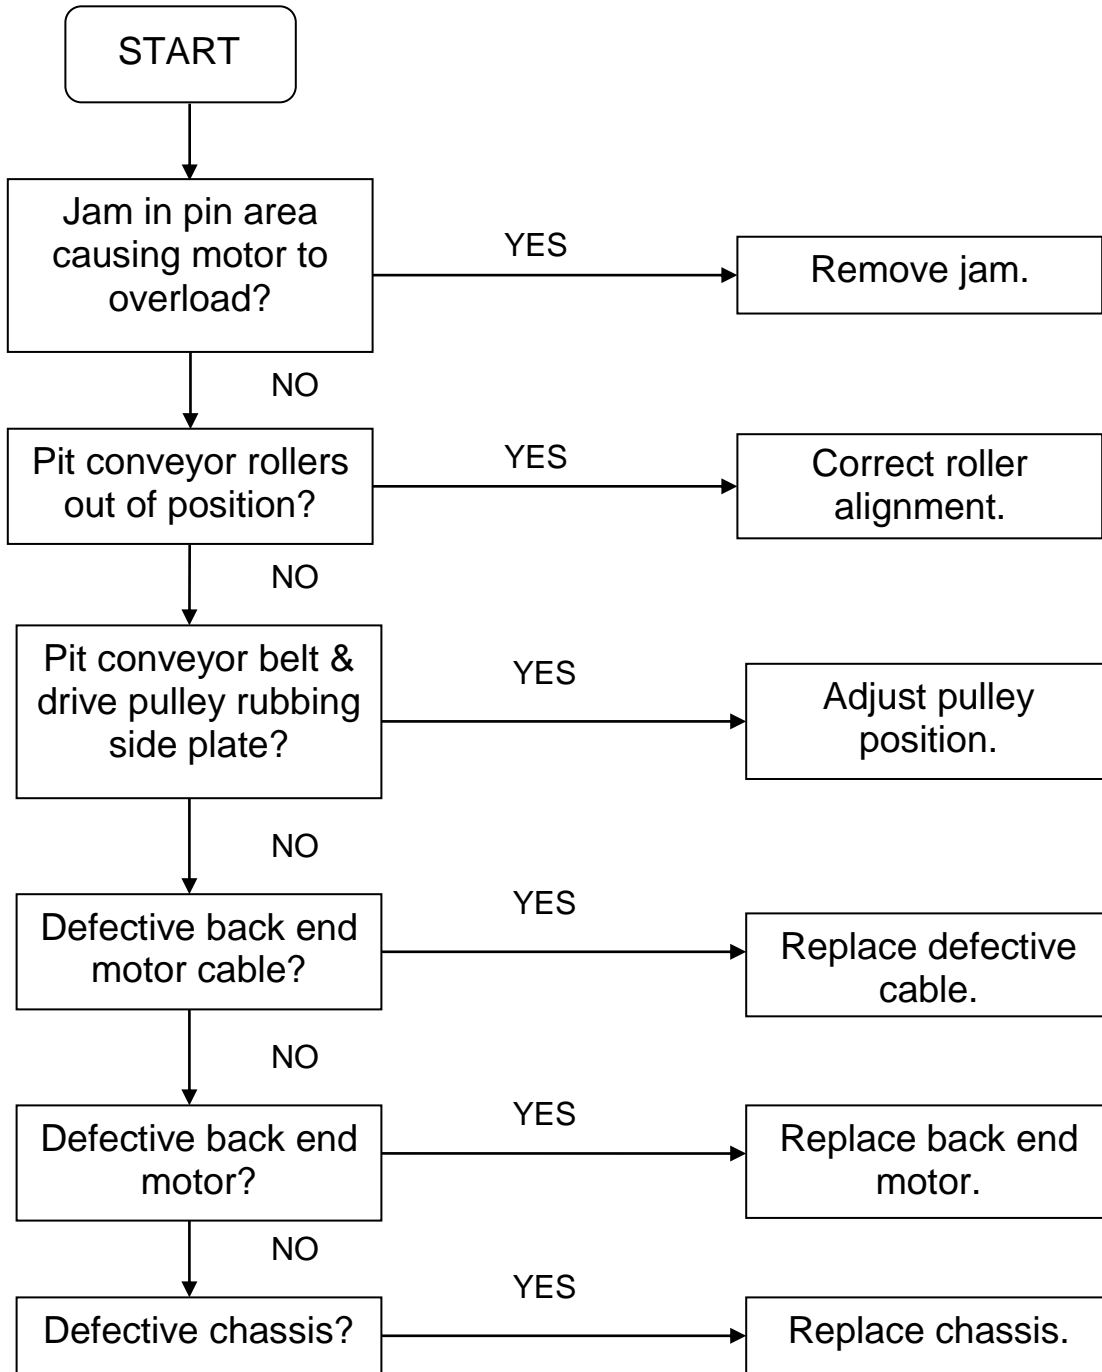 START
Jam in pin area
causing motor to
overload?
YES
Remove jam.
NO
Pit conveyor rollers
out of position?
YES
Correct roller
alignment.
NO
Pit conveyor belt &
drive pulley rubbing
side plate?
YES
Adjust pulley
position.
NO
Defective back end
motor cable?
YES
Replace defective
cable.
NO
Defective back end
motor?
YES
Replace back end
motor.
NO
Defective chassis?
YES
Replace chassis.